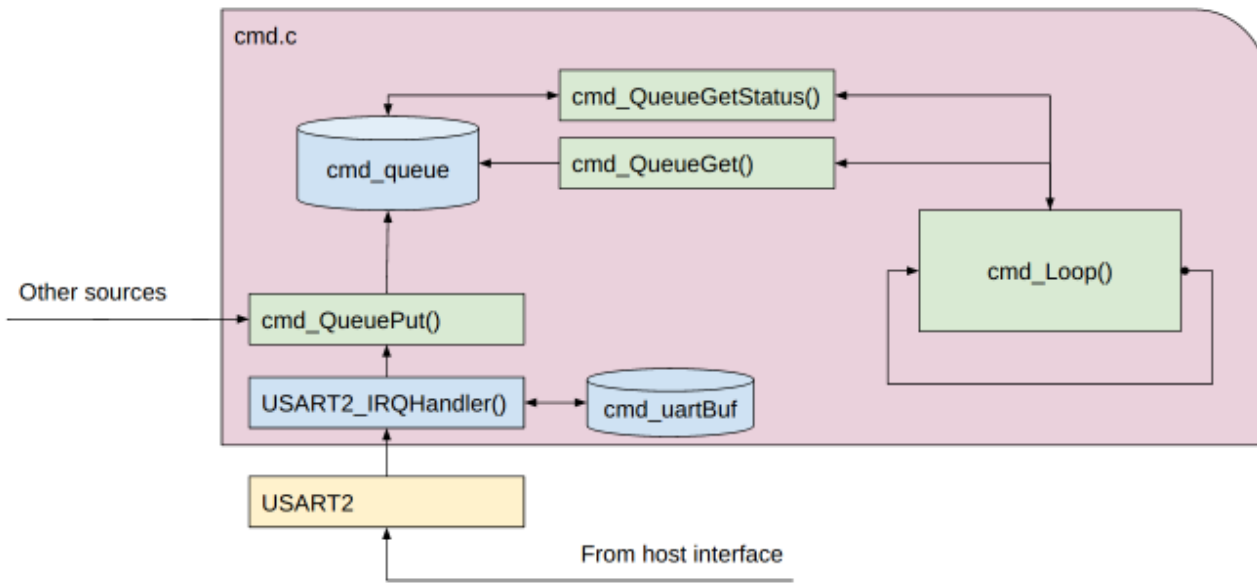 cmd.c
cmd_QueueGetStatus()
cmd_queue
cmd_QueueGet()
cmd_Loop()
Other sources
cmd_QueuePut()
USART2_IRQHandler()
cmd_uartBuf
USART2
From host interface